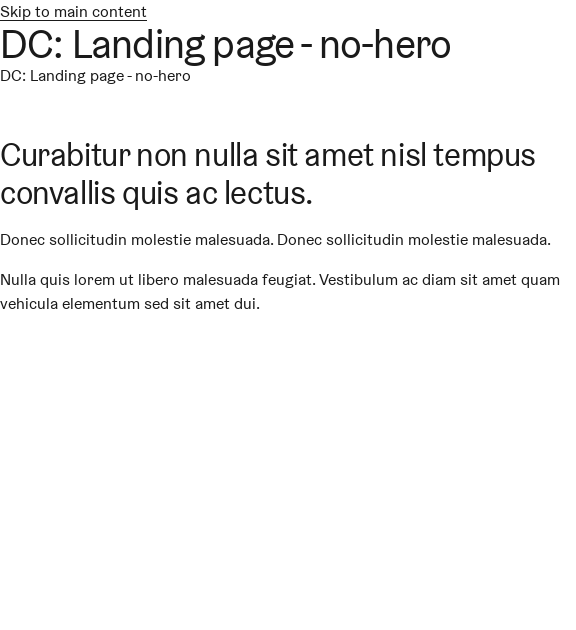 Skip to main content
DC: Landing page - no-hero
DC: Landing page - no-hero
Curabitur non nulla sit amet nisl tempus
convallis quis ac lectus.
Donec sollicitudin molestie malesuada. Donec sollicitudin molestie malesuada.
Nulla quis lorem ut libero malesuada feugiat. Vestibulum ac diam sit amet quam
vehicula elementum sed sit amet dui.